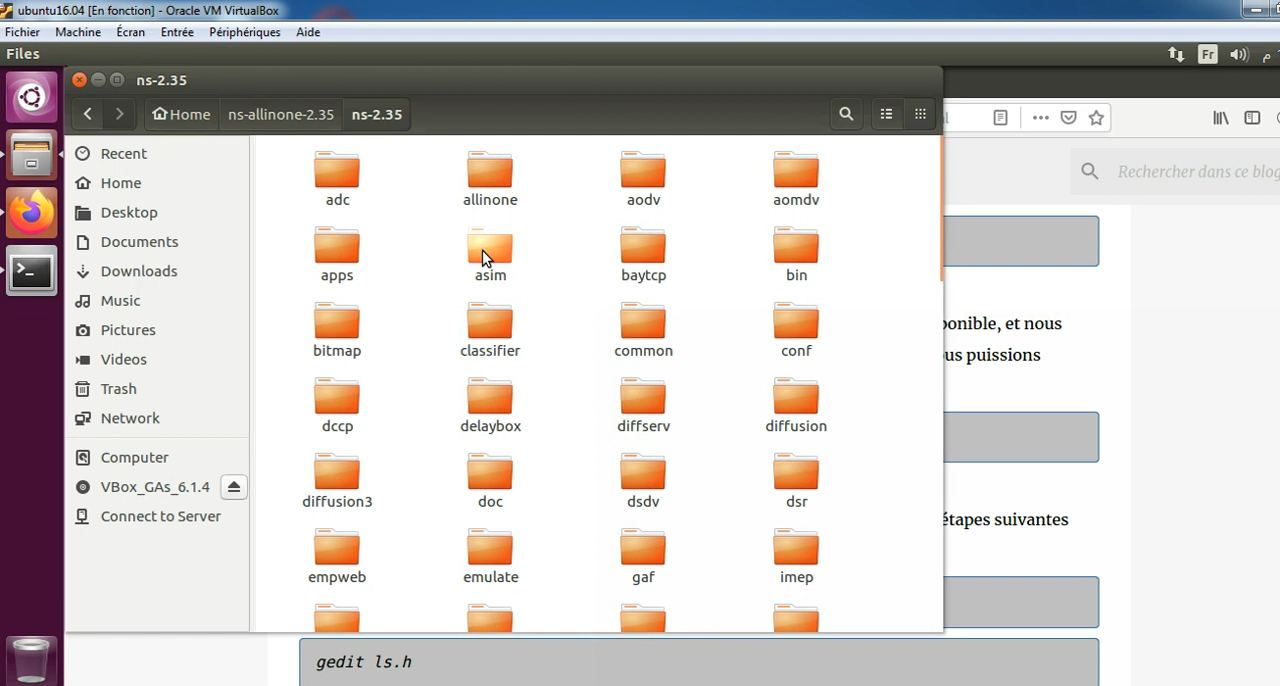 ubuntu16.04 [En fonction] - Oracle VM VirtualBox
Fichier Machine Écran Entrée Périphériques Aide
Files
Fr
ns-2.35
Home ns-allinone-2.35 ns-2.35
Recent
Home
Desktop
Documents
Downloads
Music
Pictures
Videos
Trash
Network
Computer
VBox_GAs_6.1.4
Connect to Server
adc allinone aodv aomdv
apps asim baytcp bin
bitmap classifier common conf
dccp delaybox diffserv diffusion
diffusion3 doc dsdv dsr
empweb emulate gaf imep
Rechercher dans ce blog
ponible, et nous
us puissions
étapes suivantes
gedit ls.h